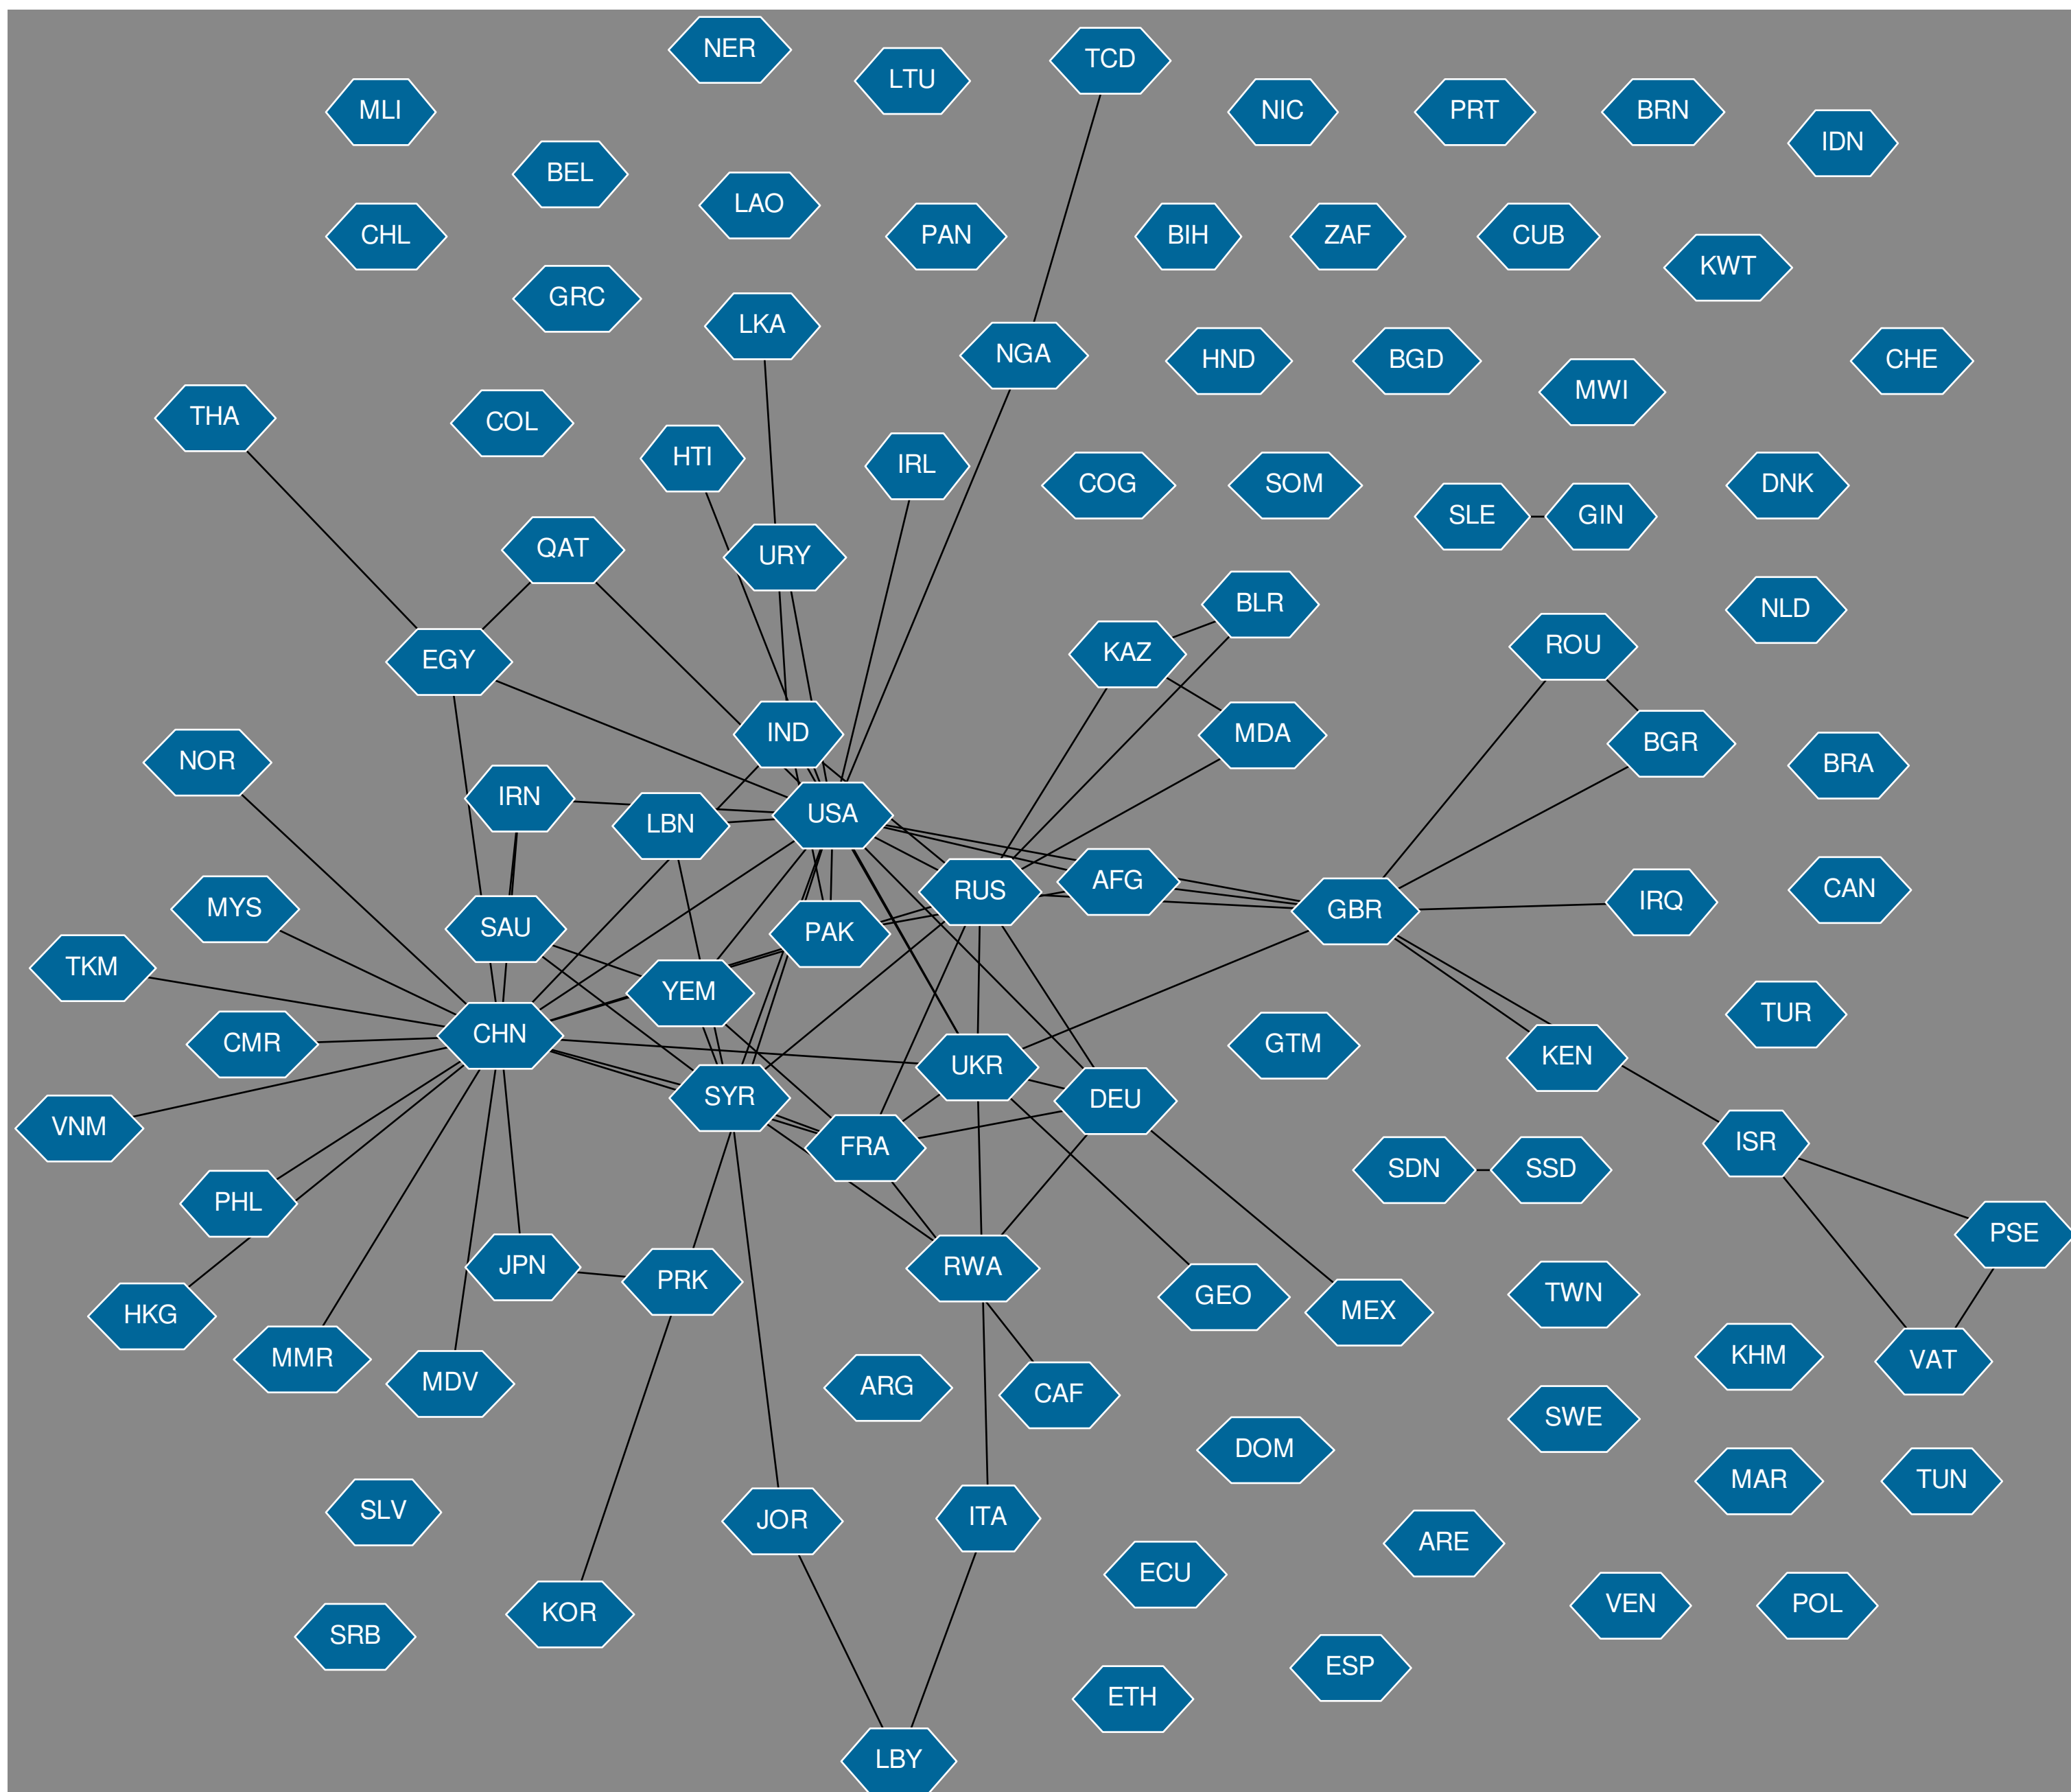 NER
TCD
LTU
MLI
NIC
PRT
BRN
IDN
BEL
LAO
CHL
PAN
BIH
ZAF
CUB
KWT
GRC
LKA
NGA
HND
BGD
CHE
MWI
THA
COL
HTI
IRL
COG
SOM
DNK
SLE
GIN
QAT
URY
BLR
NLD
ROU
KAZ
EGY
IND
MDA
BGR
NOR
BRA
IRN
USA
LBN
AFG
RUS
CAN
IRQ
MYS
GBR
SAU
PAK
TKM
YEM
TUR
CHN
CMR
GTM
KEN
UKR
SYR
DEU
VNM
ISR
FRA
SDN
SSD
PHL
PSE
JPN
RWA
PRK
TWN
GEO
MEX
HKG
KHM
MMR
VAT
MDV
ARG
CAF
SWE
DOM
MAR
TUN
SLV
ITA
JOR
ARE
ECU
VEN
POL
KOR
SRB
ESP
ETH
LBY